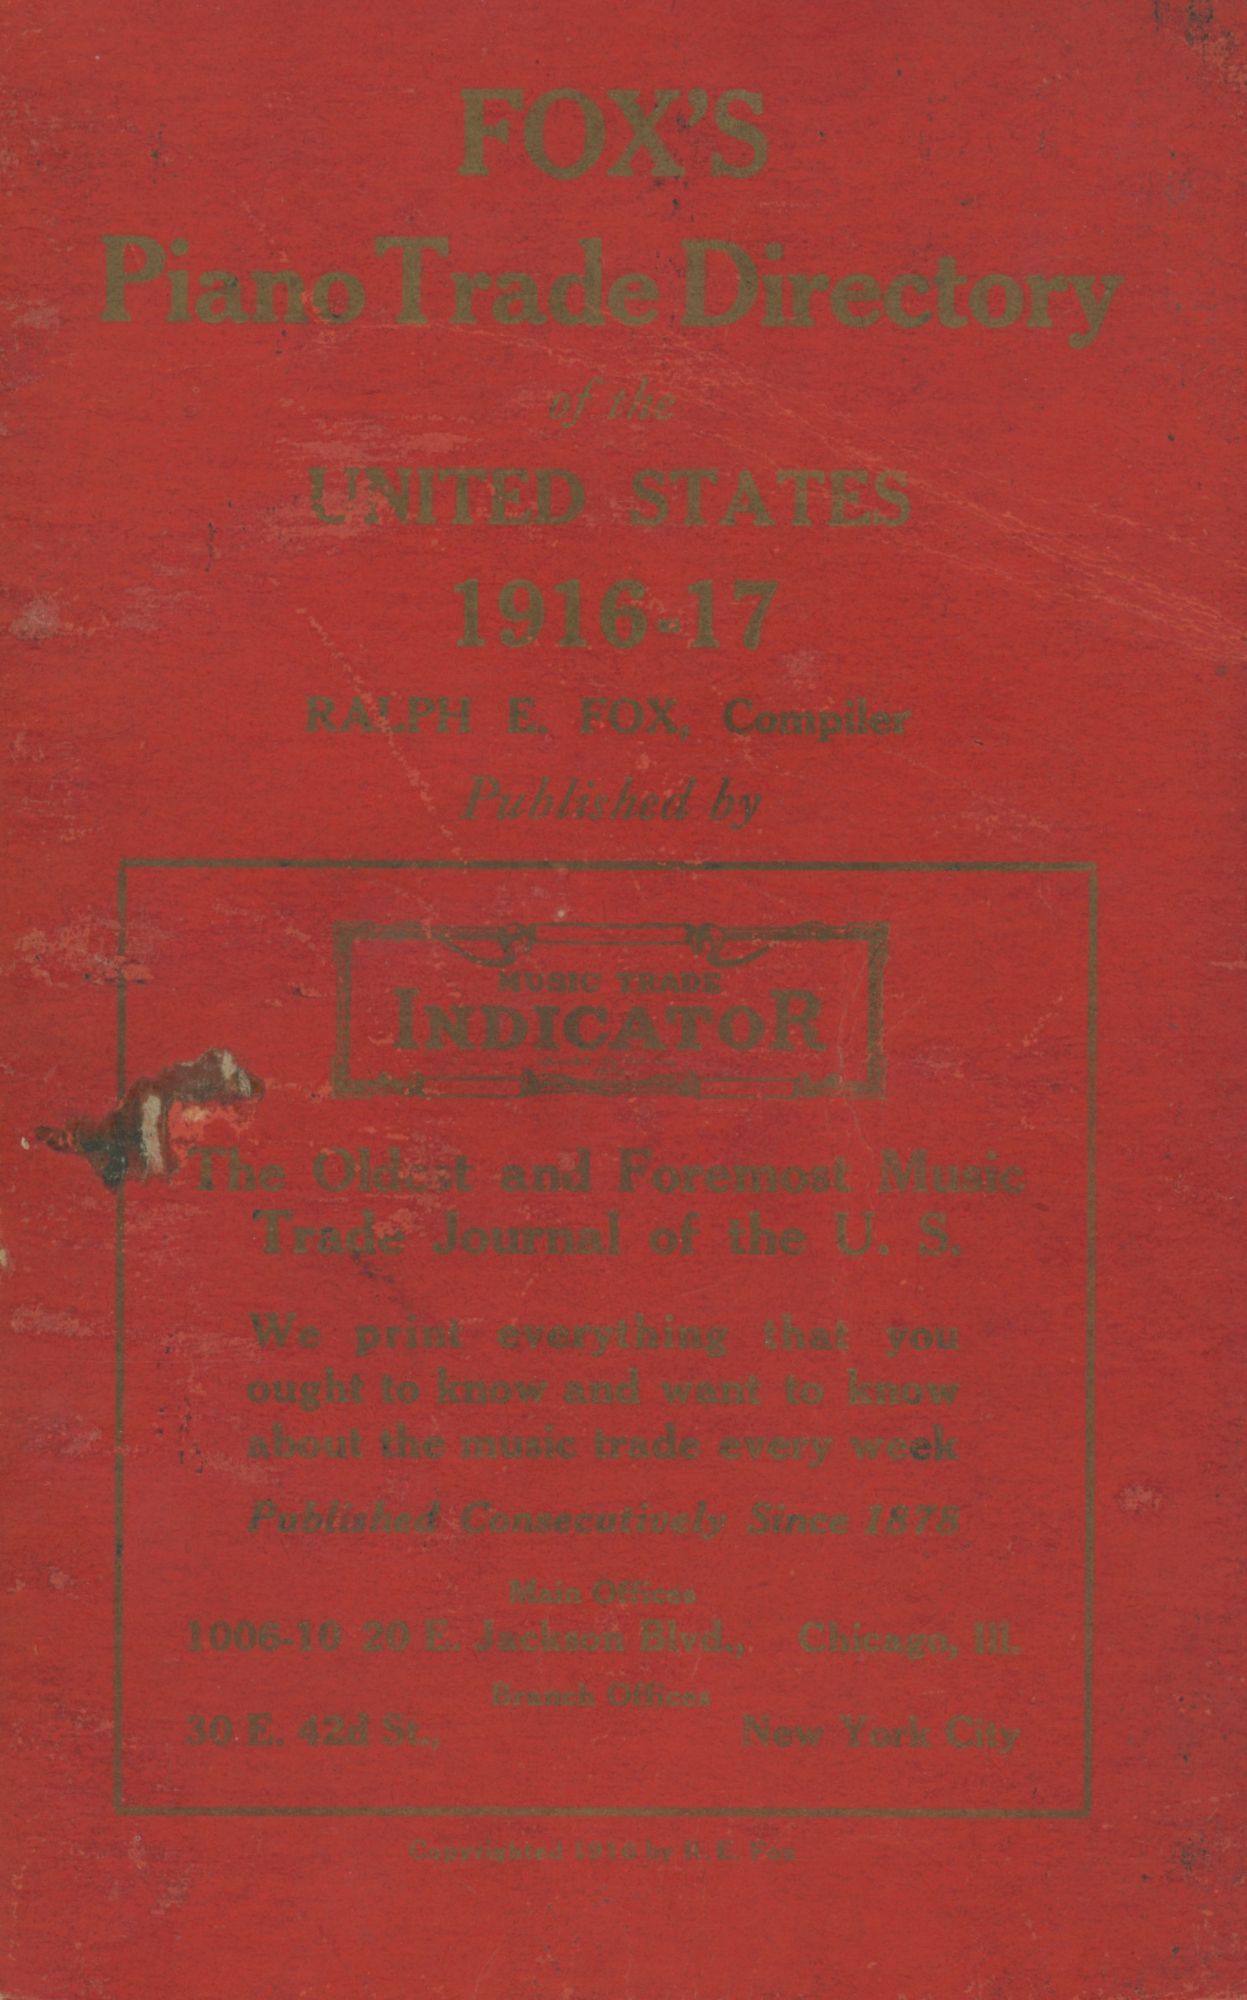 FOX'S
Piano Trade Directory
of the
UNITED STATES
1916-17
RALPH E. FOX, Compiler
Published by
MUSIC TRADE
INDICATOR
The Oldest and Foremost Music
Trade Journal of the U. S.
We print everything that you
ought to know and want to know
about the music trade every week
Published Consecutively Since 1878
Main Offices
1006-10 20 E. Jackson Blvd., Chicago, Ill.
Branch Offices
30 E. 42d St., New York City
Copyrighted 1916 by R. E. Fox